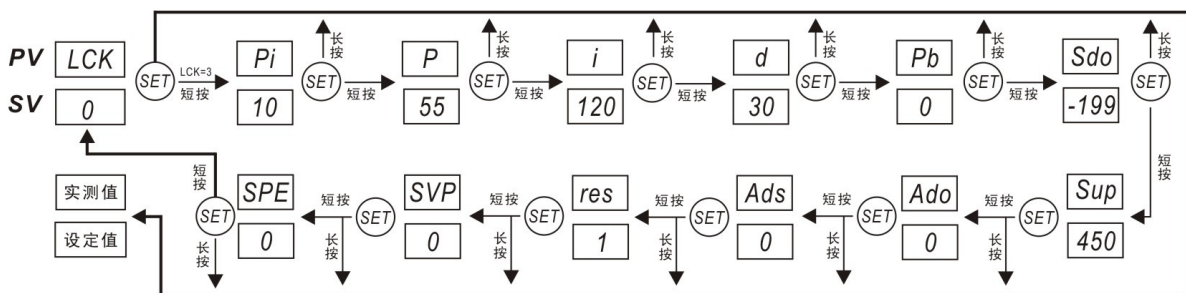 长按 长按 长按 长按 长按 长按
PV LCK Pi P i d Pb Sdo
SET LCK=3 短按 SET 短按 SET 短按 SET 短按 SET 短按 SET 短按 SET
SV 0 10 55 120 30 0 -199
短按 短按
实测值 SPE 短按 SVP 短按 res 短按 Ads 短按 Ado 短按 Sup
SET SET SET SET SET SET
设定值 0 0 1 0 0 450
长按 长按 长按 长按 长按 长按